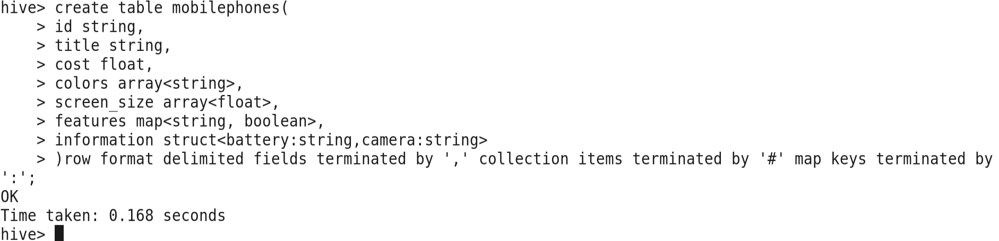 hive> create table mobilephones(
    > id string,
    > title string,
    > cost float,
    > colors array<string>,
    > screen_size array<float>,
    > features map<string, boolean>,
    > information struct<battery:string,camera:string>
    > )row format delimited fields terminated by ',' collection items terminated by '#' map keys terminated by
':';
OK
Time taken: 0.168 seconds
hive>